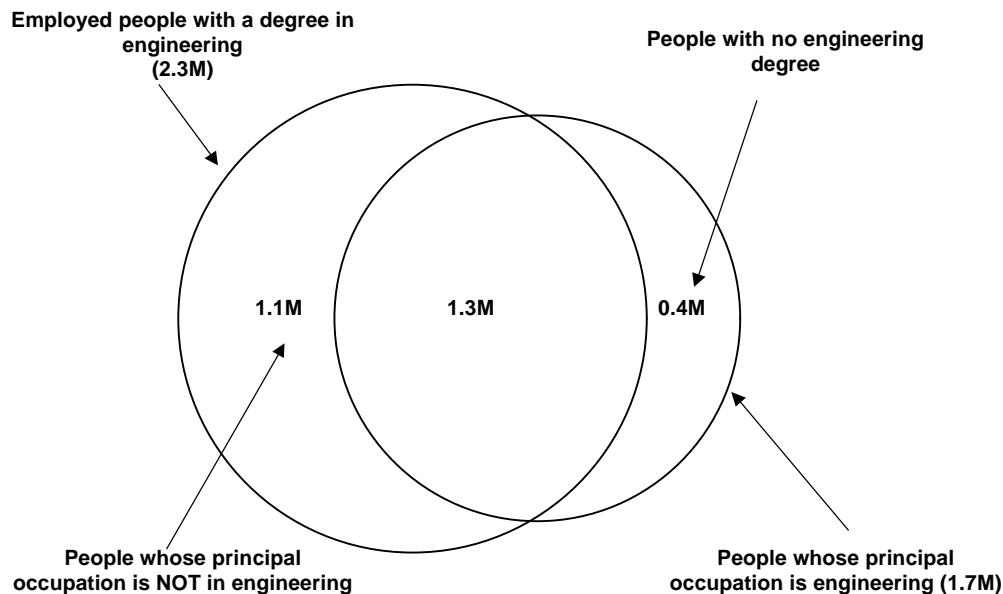 Employed people with a degree in
engineering
(2.3M)
People with no engineering
degree
1.1M
1.3M
0.4M
People whose principal
occupation is NOT in engineering
People whose principal
occupation is engineering (1.7M)